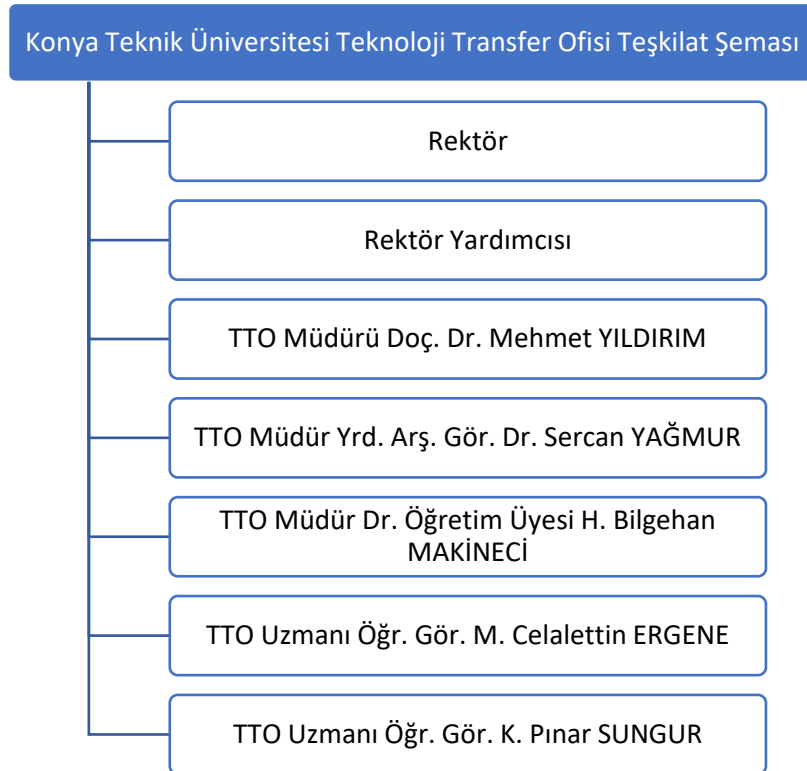 Konya Teknik Üniversitesi Teknoloji Transfer Ofisi Teşkilat Şeması
Rektör
Rektör Yardımcısı
TTO Müdürü Doç. Dr. Mehmet YILDIRIM
TTO Müdür Yrd. Arş. Gör. Dr. Sercan YAĞMUR
TTO Müdür Dr. Öğretim Üyesi H. Bilgehan
MAKİNECİ
TTO Uzmanı Öğr. Gör. M. Celalettin ERGENE
TTO Uzmanı Öğr. Gör. K. Pınar SUNGUR